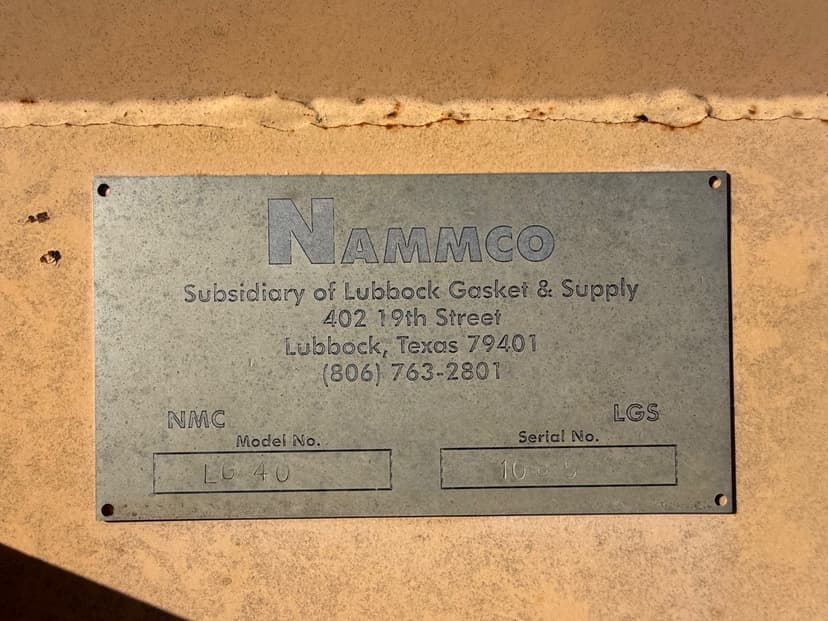 NAMMCO
Subsidiary of Lubbock Gasket & Supply
402 19th Street
Lubbock, Texas 79401
(806) 763-2801
NMC LGS
Model No. Serial No.
40